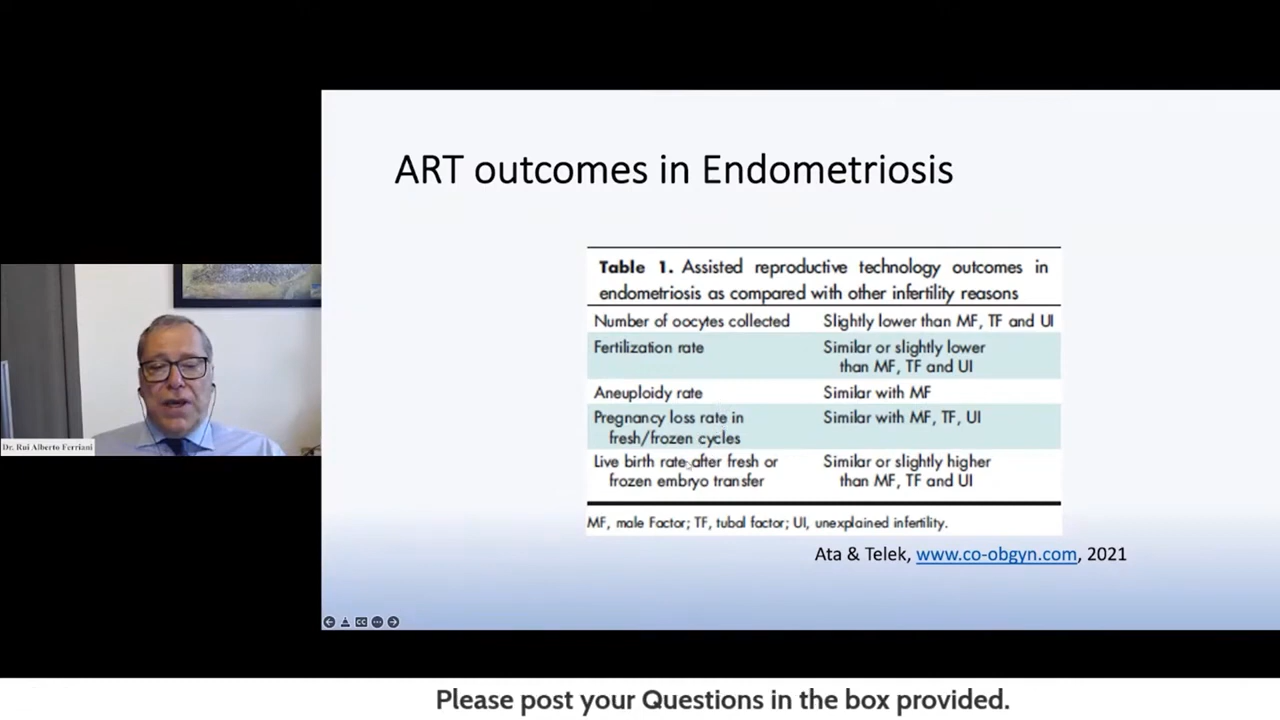 ART outcomes in Endometriosis
Table 1. Assisted reproductive technology outcomes in
endometriosis as compared with other infertility reasons
Number of oocytes collected Slightly lower than MF, TF and UI
Fertilization rate Similar or slightly lower
than MF, TF and UI
Aneuploidy rate Similar with MF
Pregnancy loss rate in Similar with MF, TF, UI
fresh/frozen cycles
Live birth rate after fresh or Similar or slightly higher
frozen embryo transfer than MF, TF and UI
MF, male Factor; TF, tubal factor; UI, unexplained infertility.
Ata & Telek, www.co-obgyn.com, 2021
Dr. Rui Alberto Ferriani
CC
Please post your Questions in the box provided.